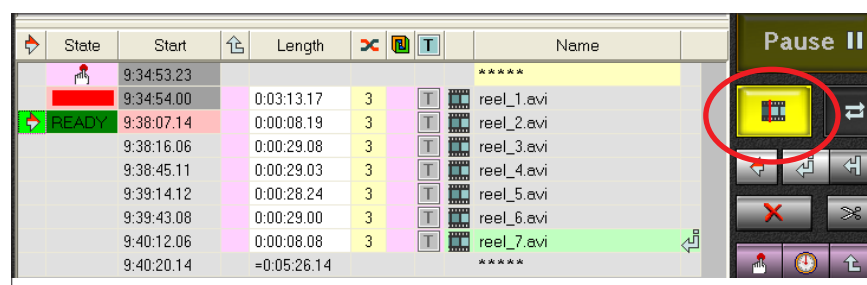 State Start Length T Name
Pause II
9:34:53.23 *****
9:34:54.00 0:03:13.17 3 T reel_1.avi
READY 9:38:07.14 0:00:08.19 3 T reel_2.avi
9:38:16.06 0:00:29.08 3 T reel_3.avi
9:38:45.11 0:00:29.03 3 T reel_4.avi
9:39:14.12 0:00:28.24 3 T reel_5.avi
9:39:43.08 0:00:29.00 3 T reel_6.avi
9:40:12.06 0:00:08.08 3 T reel_7.avi
9:40:20.14 =0:05:26.14 *****